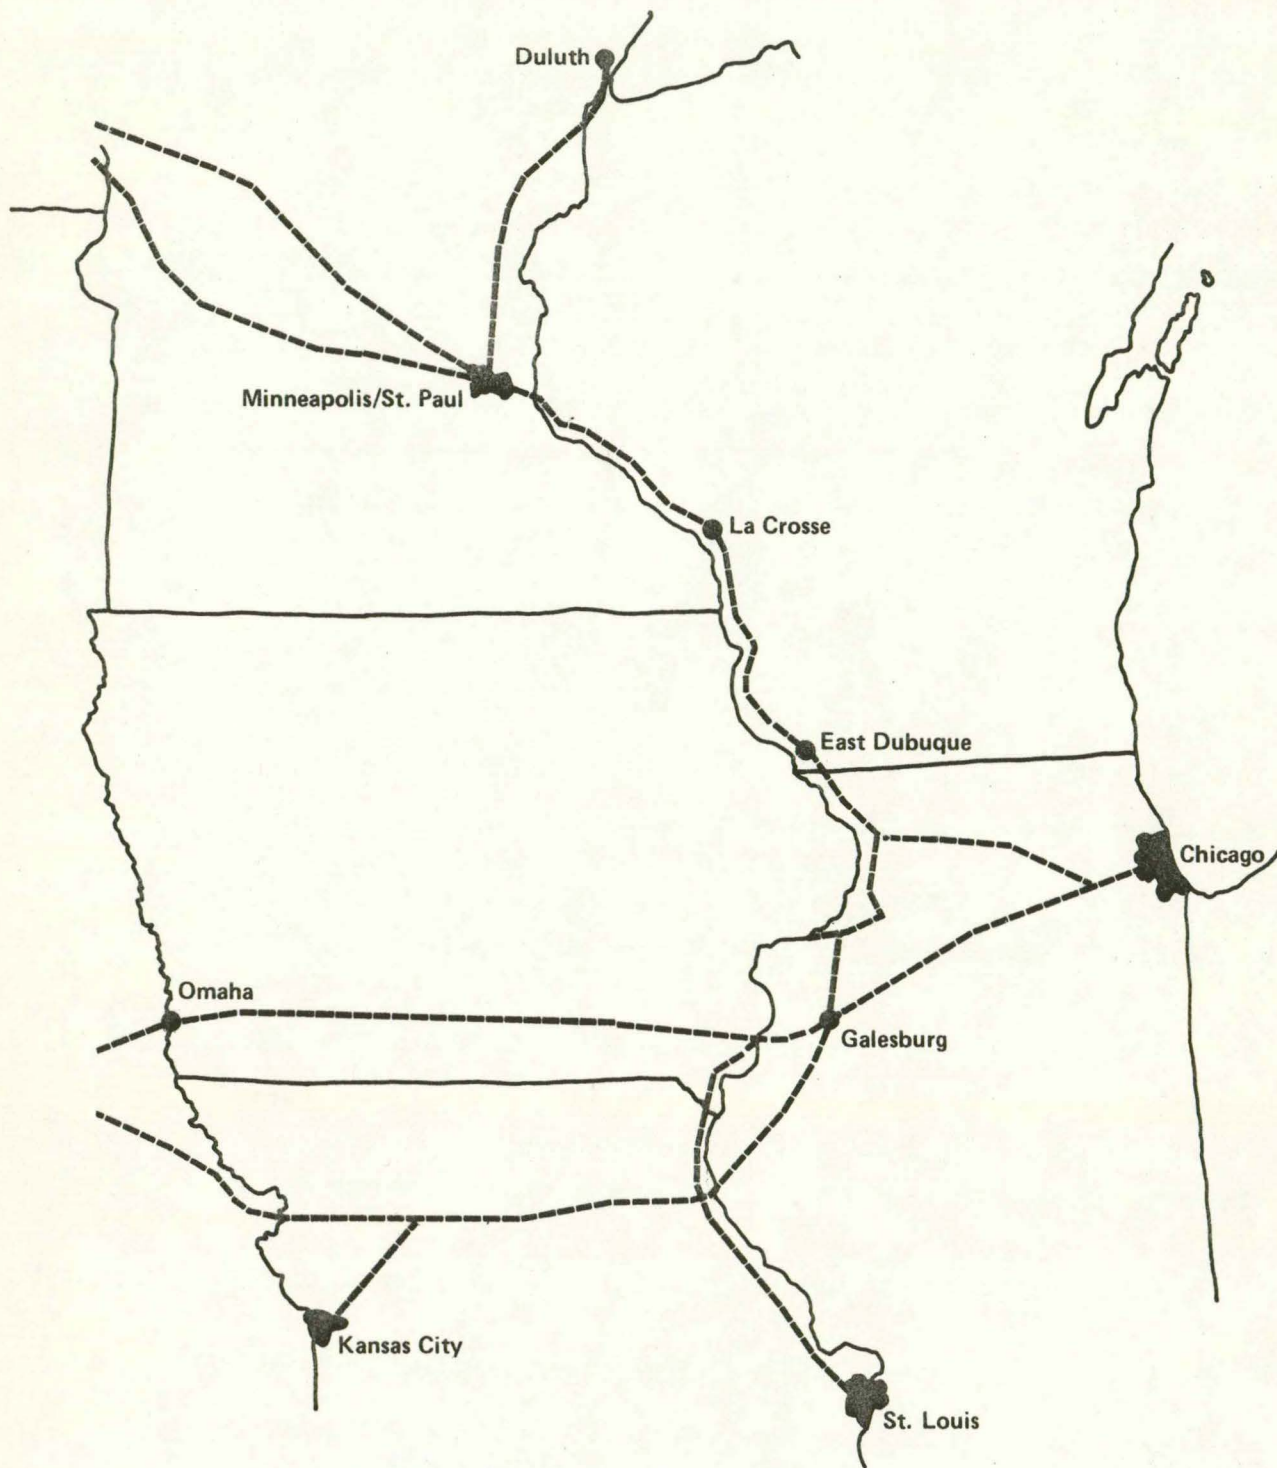 Duluth
Minneapolis/St. Paul
La Crosse
East Dubuque
Chicago
Omaha
Galesburg
Kansas City
St. Louis